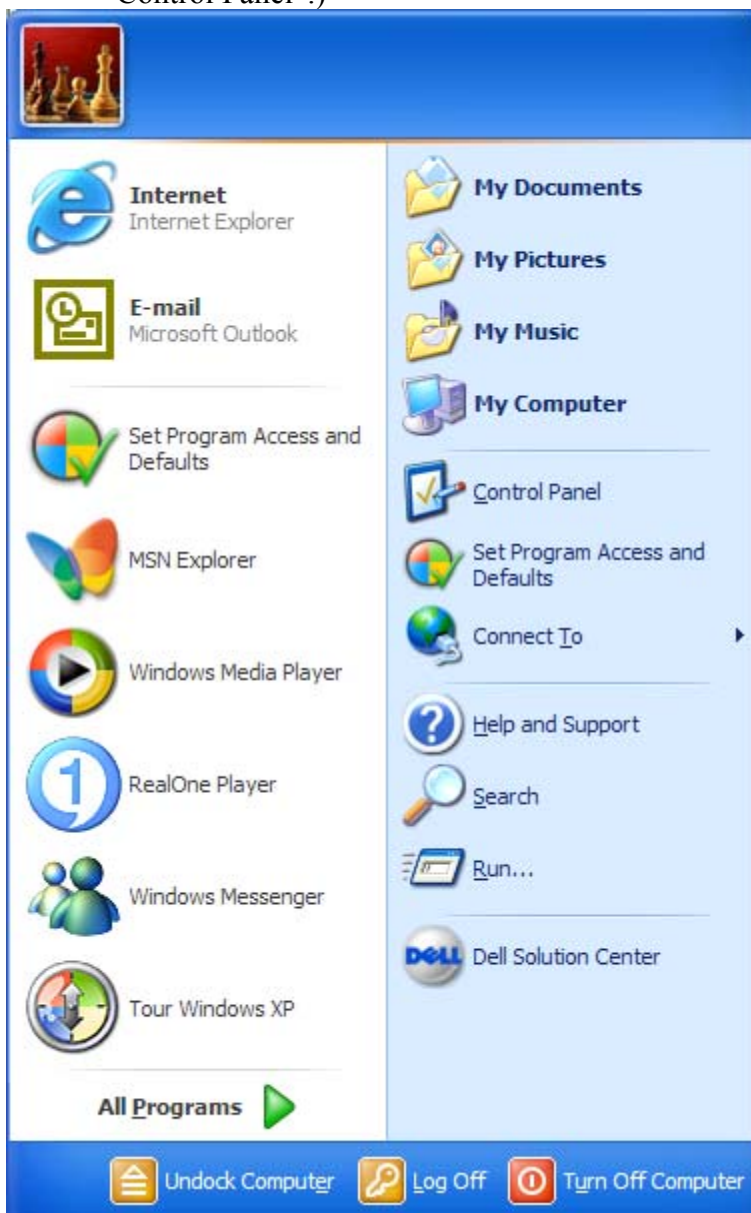 Control Panel".)
Internet
Internet Explorer
E-mail
Microsoft Outlook
Set Program Access and
Defaults
MSN Explorer
Windows Media Player
RealOne Player
Windows Messenger
Tour Windows XP
All Programs
My Documents
My Pictures
My Music
My Computer
Control Panel
Set Program Access and
Defaults
Connect To
Help and Support
Search
Run...
DELL
Dell Solution Center
Undock Computer
Log Off
Turn Off Computer